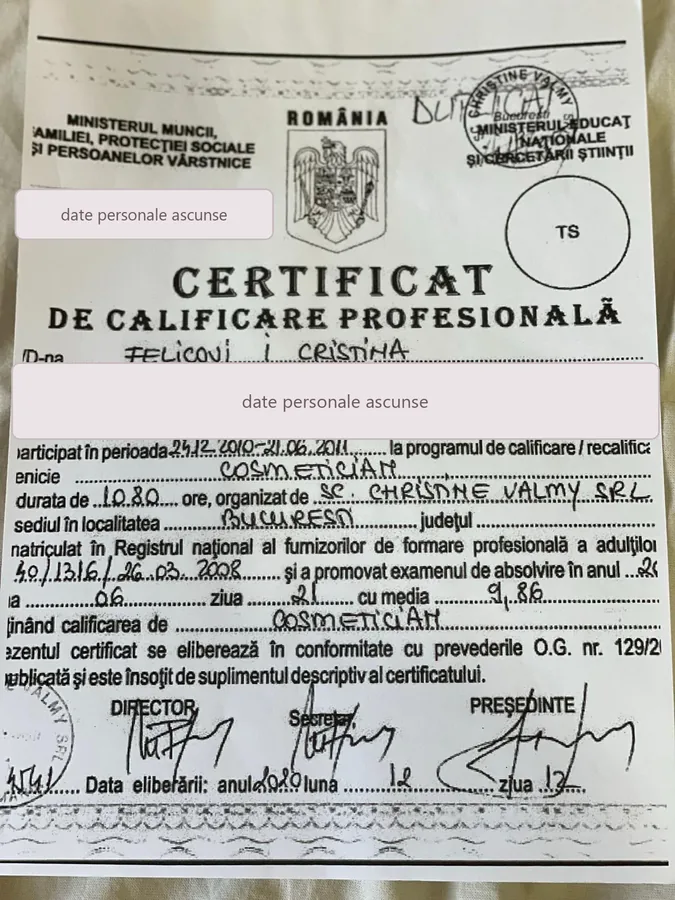 DUPLICAT
CHRISTINE VALMY
București
ROMÂNIA
MINISTERUL MUNCII,
FAMILIEI, PROTECȚIEI SOCIALE
ȘI PERSOANELOR VÂRSTNICE
MINISTERUL EDUCAȚ
NAȚIONALE
ȘI CERCETĂRII ȘTIINȚII
date personale ascunse
TS
CERTIFICAT
DE CALIFICARE PROFESIONALĂ
/D-na FELICOVI I CRISTINA
date personale ascunse
participat în perioada 24.12.2010-21.06.2011 la programul de calificare / recalifica
enicie COSMETICIAN
durata de 1080 ore, organizat de SC: CHRISTINE VALMY SRL.
sediul în localitatea BUCURESTI județul
matriculat în Registrul național al furnizorilor de formare profesională a adulților
40/1316/26.03.2008 și a promovat examenul de absolvire în anul 20
a 06 ziua 21 cu media 9,86
ținând calificarea de COSMETICIAN
ezentul certificat se eliberează în conformitate cu prevederile O.G. nr. 129/2
publicată și este însoțit de suplimentul descriptiv al certificatului.
VALMY SRL
DIRECTOR, Secretar, PREȘEDINTE
Data eliberării: anul 2020 luna 12 ziua